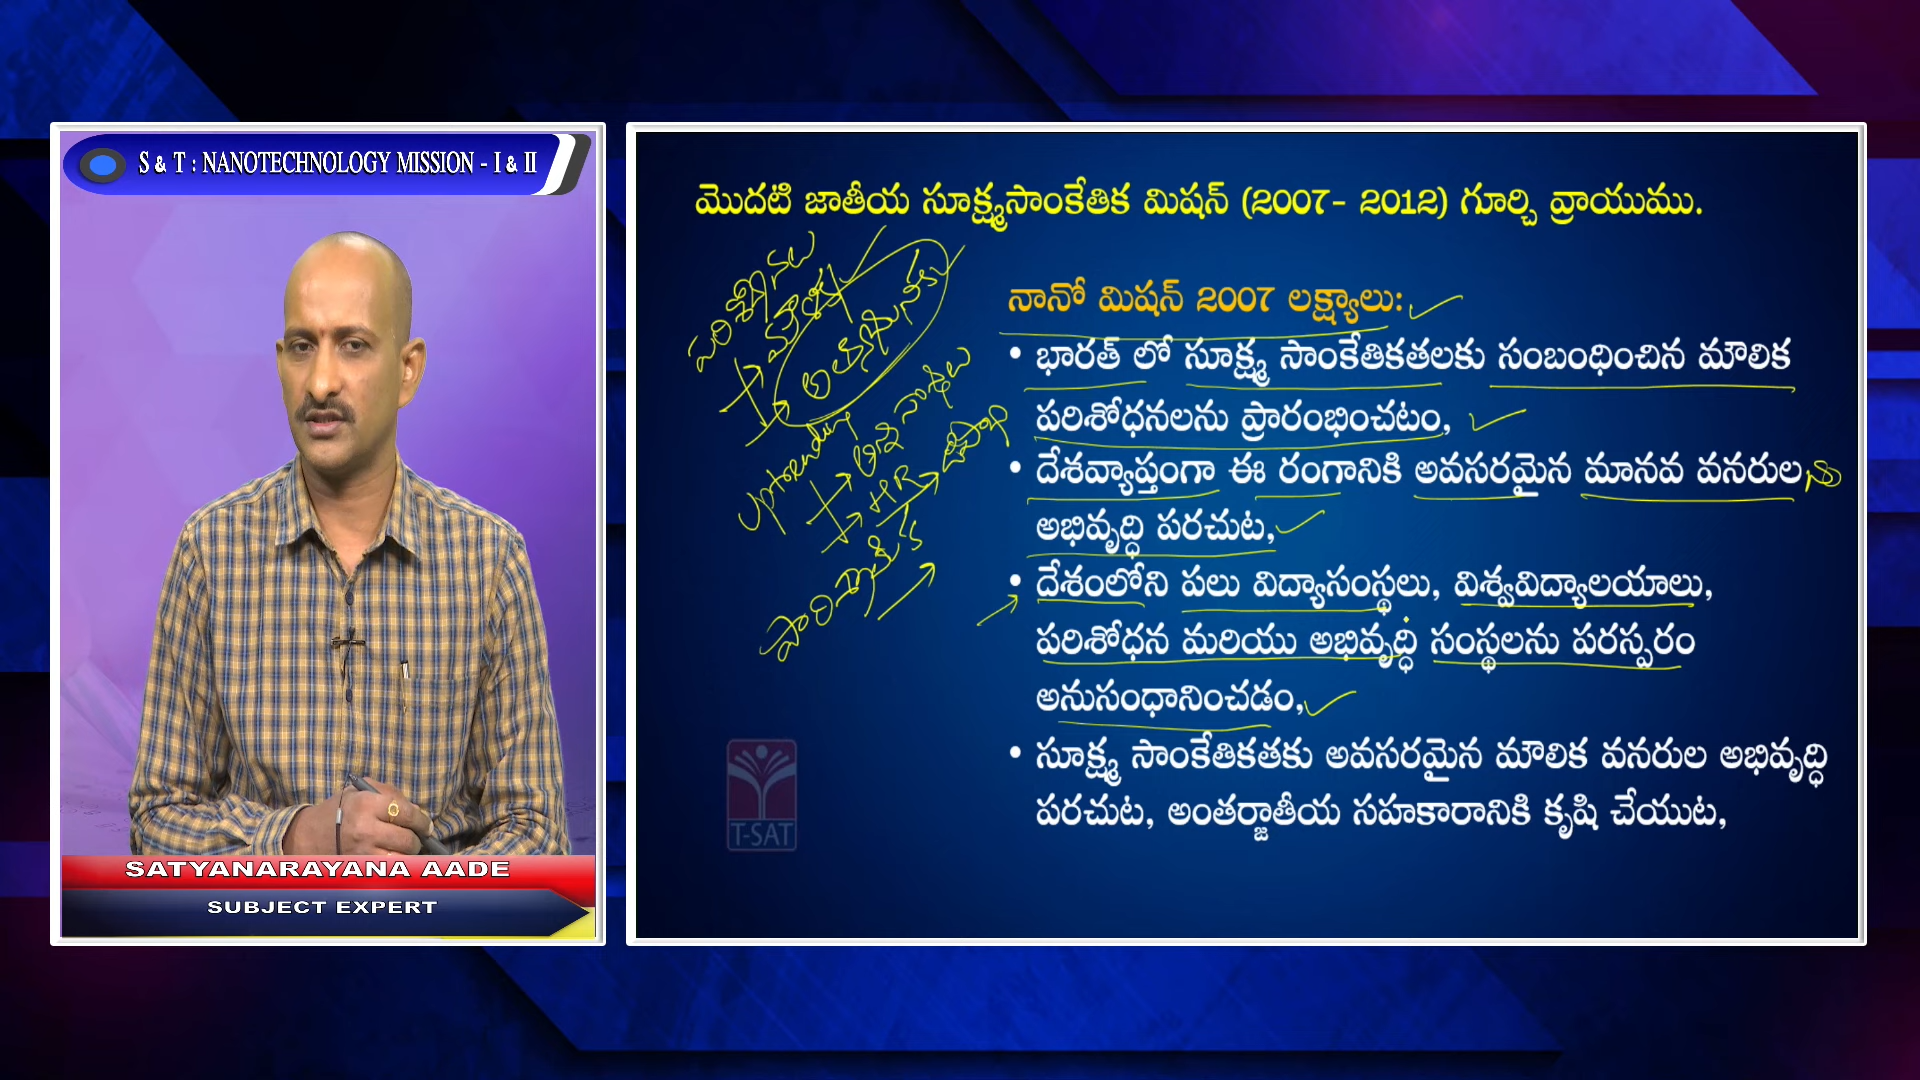 S & T : NANOTECHNOLOGY MISSION - I & II
మొదటి జాతీయ సూక్ష్మసాంకేతిక మిషన్ (2007- 2012) గూర్చి వ్రాయుము.
నానో మిషన్ 2007 లక్ష్యాలు:
• భారత్ లో సూక్ష్మ సాంకేతికతలకు సంబంధించిన మౌలిక
పరిశోధనలను ప్రారంభించటం,
• దేశవ్యాప్తంగా ఈ రంగానికి అవసరమైన మానవ వనరుల
అభివృద్ధి పరచుట,
• దేశంలోని పలు విద్యాసంస్థలు, విశ్వవిద్యాలయాలు,
పరిశోధన మరియు అభివృద్ధి సంస్థలను పరస్పరం
అనుసంధానించడం,
• సూక్ష్మ సాంకేతికతకు అవసరమైన మౌలిక వనరుల అభివృద్ధి
పరచుట, అంతర్జాతీయ సహకారానికి కృషి చేయుట,
HR
T-SAT
SATYANARAYANA AADE
SUBJECT EXPERT